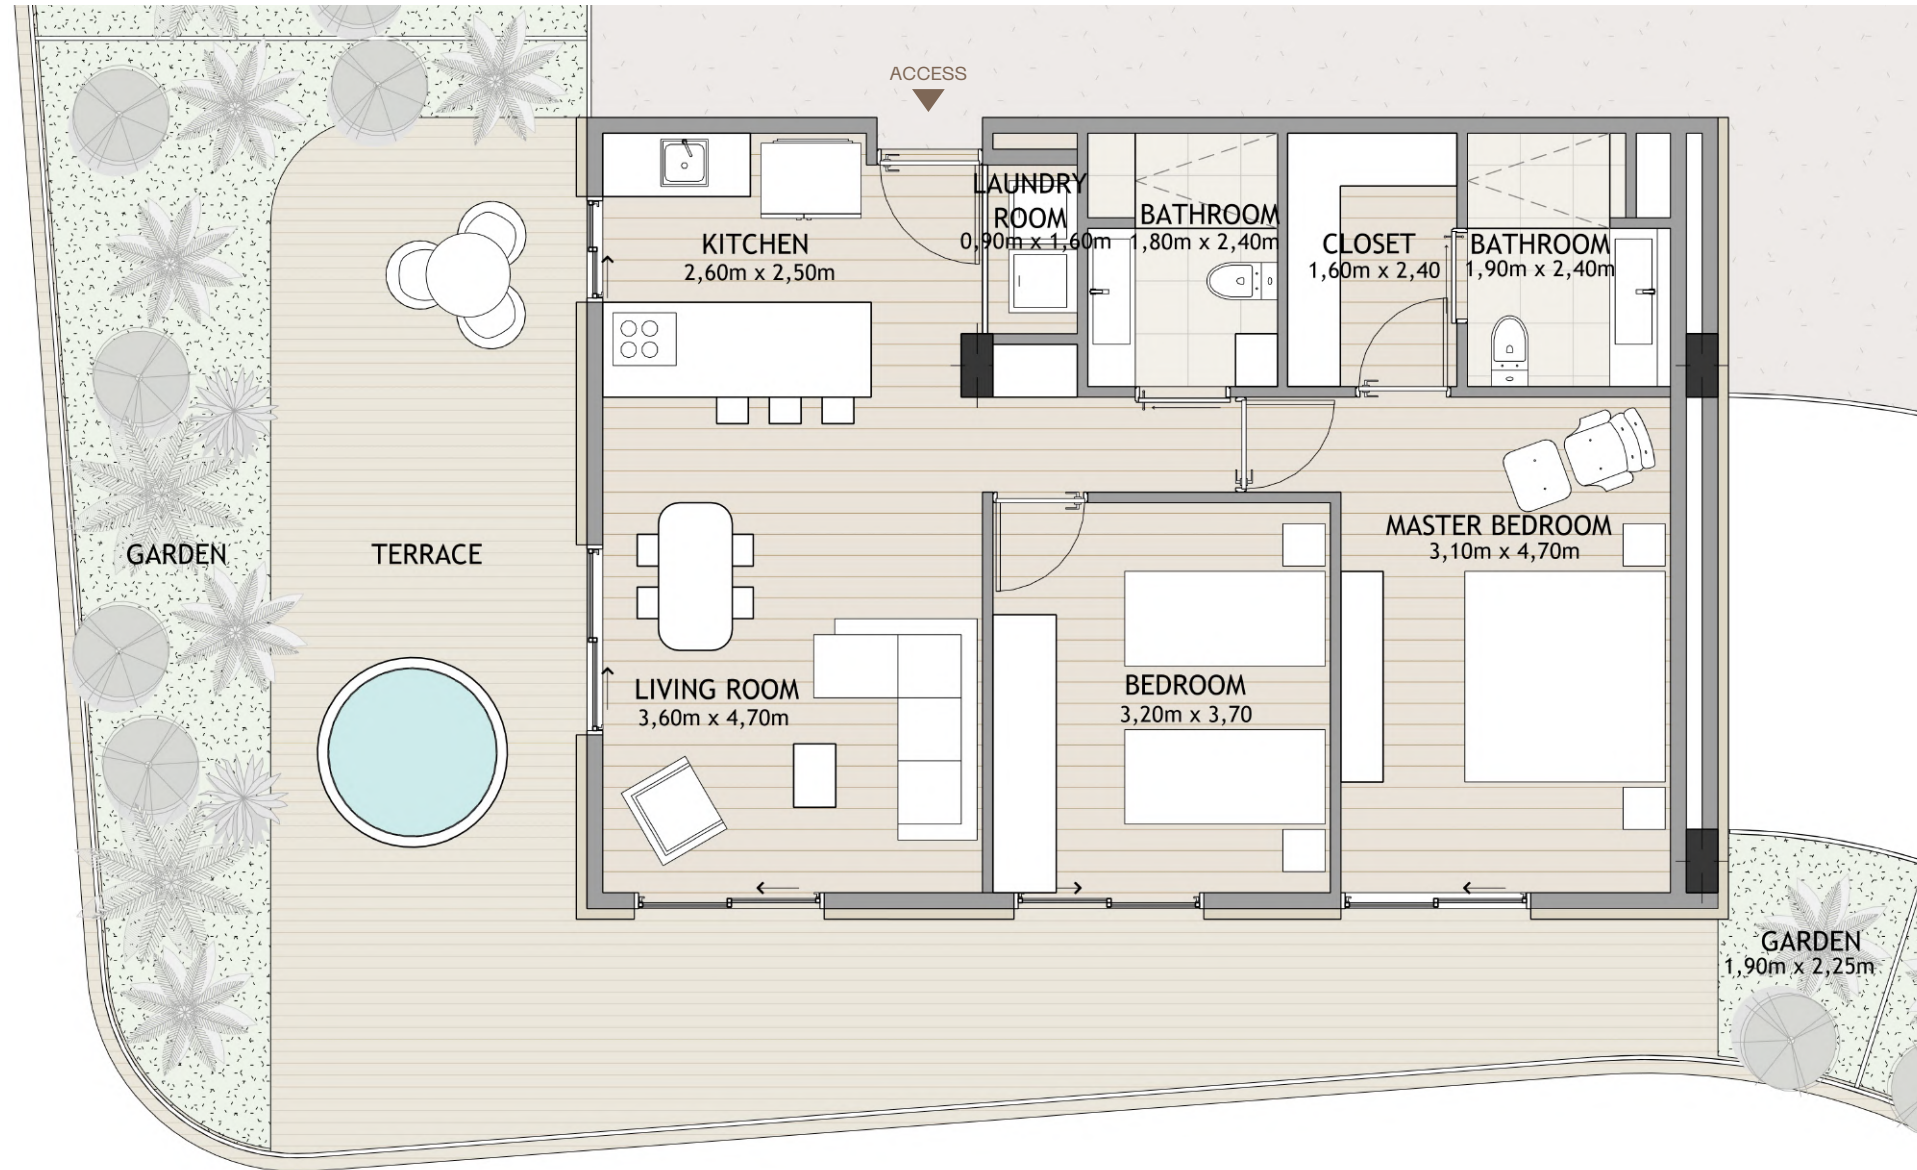 ACCESS
LAUNDRY
ROOM
0,90m x 1,60m
KITCHEN
2,60m x 2,50m
BATHROOM
1,80m x 2,40m
CLOSET
1,60m x 2,40
BATHROOM
1,90m x 2,40m
GARDEN
TERRACE
MASTER BEDROOM
3,10m x 4,70m
LIVING ROOM
3,60m x 4,70m
BEDROOM
3,20m x 3,70
GARDEN
1,90m x 2,25m